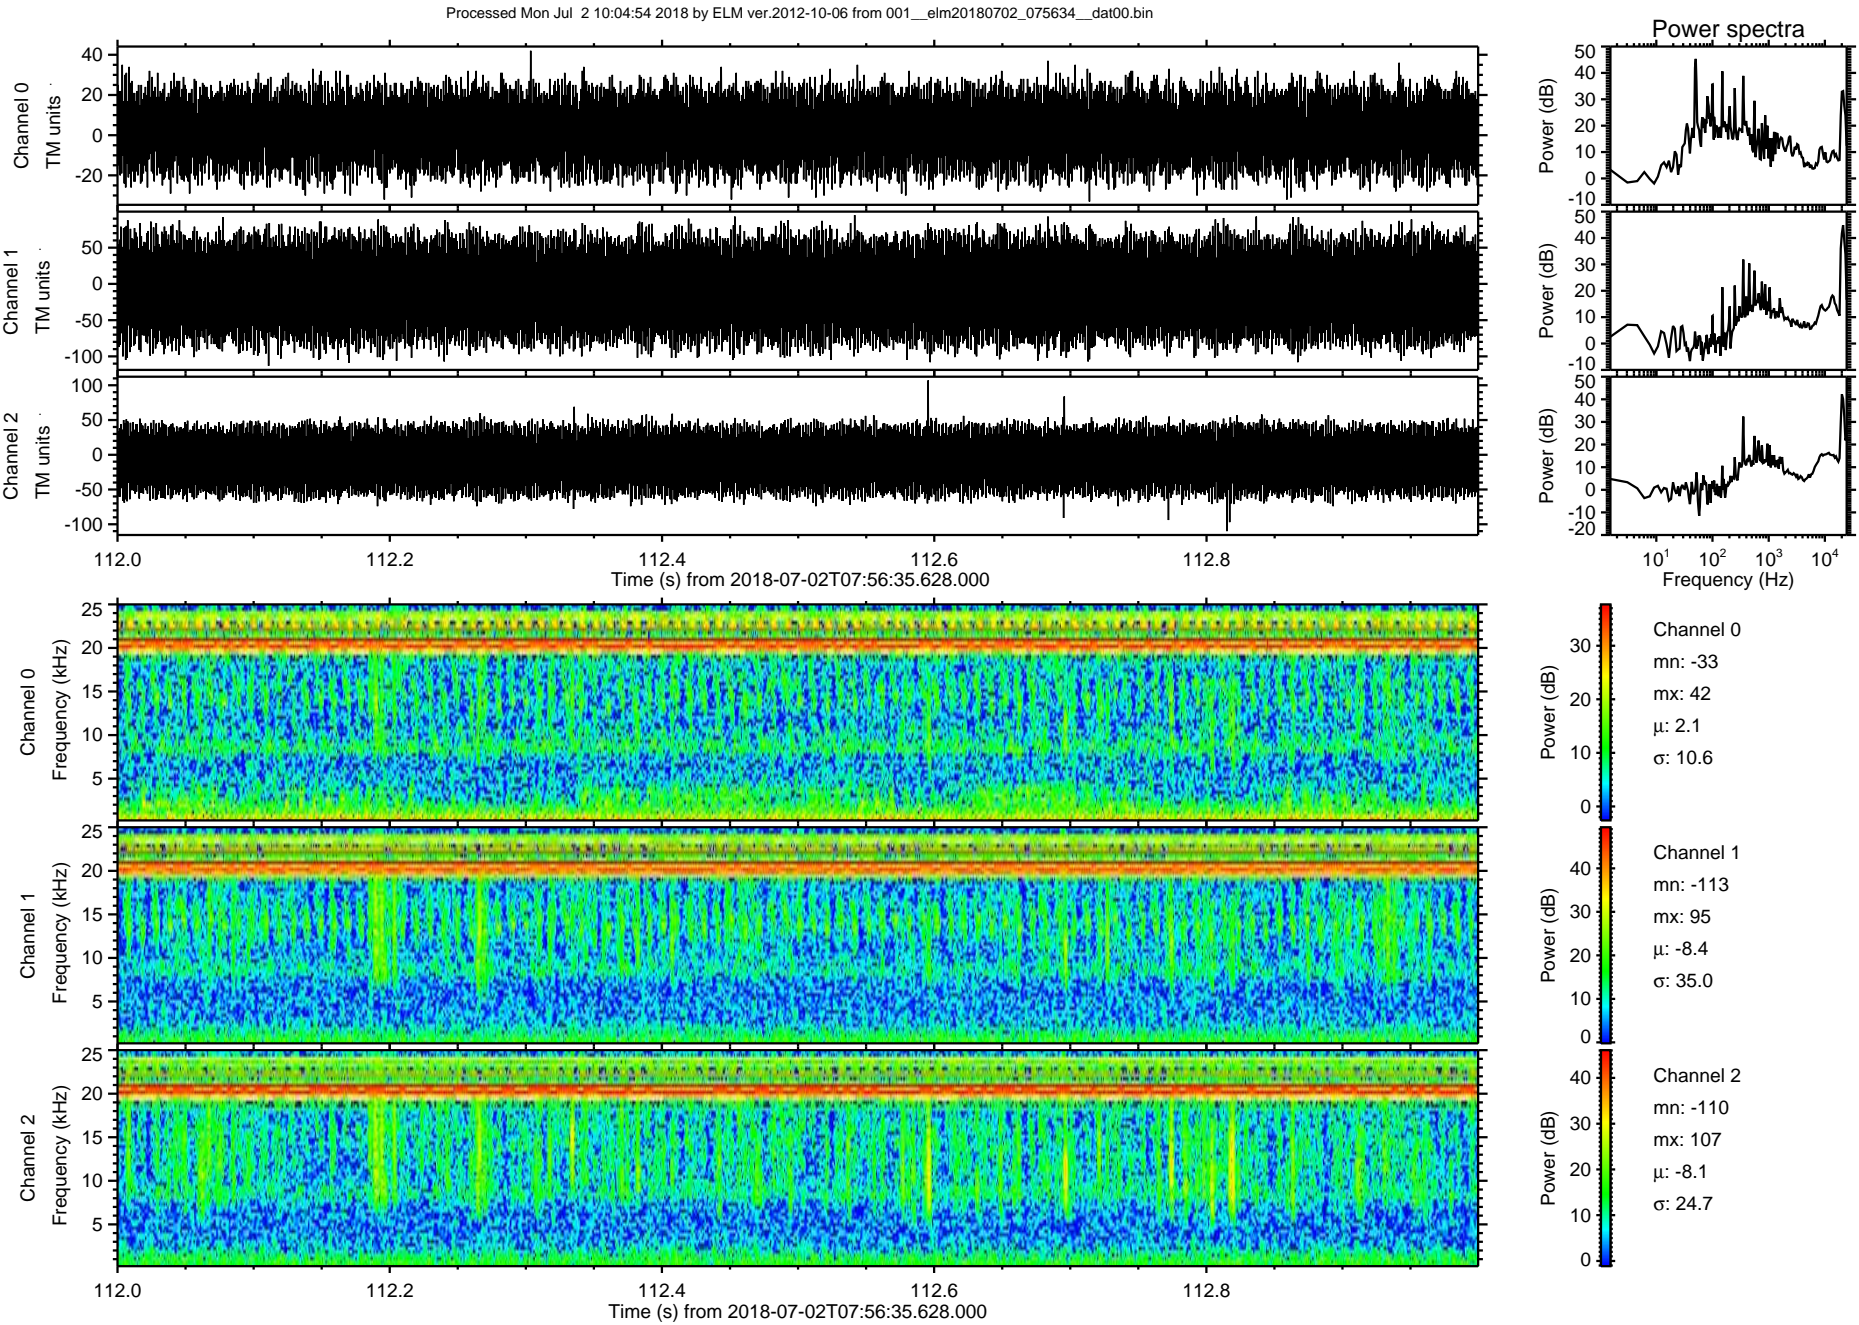 Processed Mon Jul  2 10:04:54 2018 by ELM ver.2012-10-06 from 001__elm20180702_075634__dat00.bin
Power spectra
Channel 0
TM units
40
20
0
-20
Power (dB)
50
40
30
20
10
0
-10
Channel 1
TM units
50
0
-50
-100
Power (dB)
50
40
30
20
10
0
-10
Channel 2
TM units
100
50
0
-50
-100
Power (dB)
50
40
30
20
10
0
-10
-20
112.0 112.2 112.4 112.6 112.8
Time (s) from 2018-07-02T07:56:35.628.000
10^1 10^2 10^3 10^4
Frequency (Hz)
Channel 0
Frequency (kHz)
25
20
15
10
5
Power (dB)
30
20
10
0
Channel 0
mn: -33
mx: 42
μ: 2.1
σ: 10.6
Channel 1
Frequency (kHz)
25
20
15
10
5
Power (dB)
40
30
20
10
0
Channel 1
mn: -113
mx: 95
μ: -8.4
σ: 35.0
Channel 2
Frequency (kHz)
25
20
15
10
5
Power (dB)
40
30
20
10
0
Channel 2
mn: -110
mx: 107
μ: -8.1
σ: 24.7
112.0 112.2 112.4 112.6 112.8
Time (s) from 2018-07-02T07:56:35.628.000